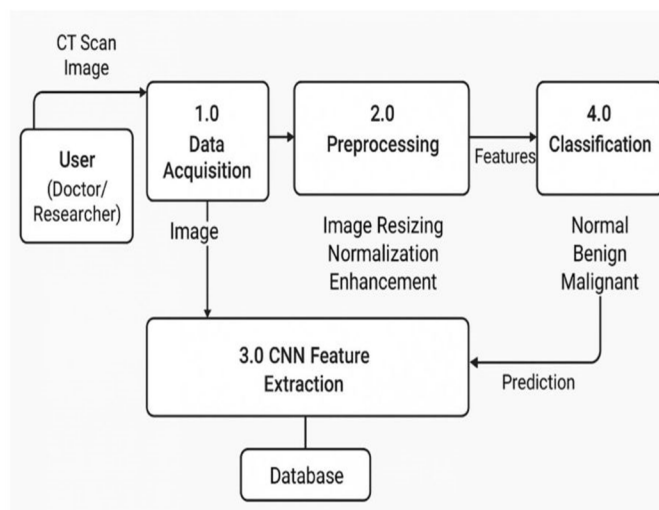 CT Scan
Image
User
(Doctor/
Researcher)
1.0
Data
Acquisition
2.0
Preprocessing
Features
4.0
Classification
Image
Image Resizing
Normalization
Enhancement
Normal
Benign
Malignant
3.0 CNN Feature
Extraction
Prediction
Database